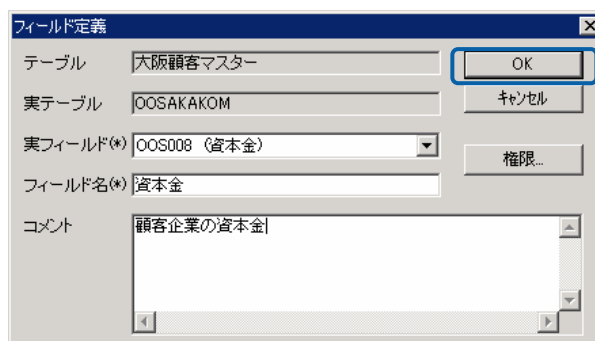 フィールド定義
テーブル 大阪顧客マスター OK
実テーブル OOSAKAKOM キャンセル
実フィールド(*) OOS008 (資本金)
権限...
フィールド名(*) 資本金
コメント 顧客企業の資本金